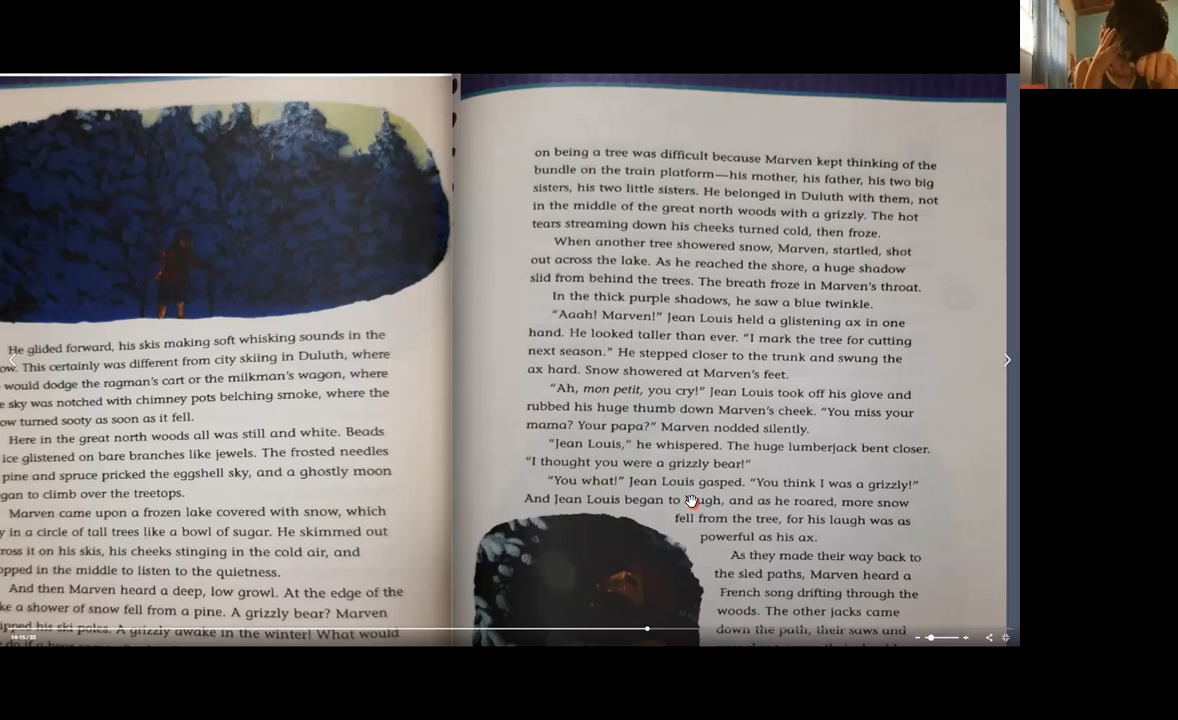 He glided forward, his skis making soft whisking sounds in the
This certainly was different from city skiing in Duluth, where
would dodge the ragman's cart or the milkman's wagon, where
sky was notched with chimney pots belching smoke, where the
turned sooty as soon as it fell.
Here in the great north woods all was still and white. Beads
ice glistened on bare branches like jewels. The frosted needles
pine and spruce pricked the eggshell sky, and a ghostly moon
to climb over the treetops.
Marven came upon a frozen lake covered with snow, which
in a circle of tall trees like a bowl of sugar. He skimmed out
it on his skis, his cheeks stinging in the cold air, and
in the middle to listen to the quietness.
And then Marven heard a deep, low growl. At the edge of the
a shower of snow fell from a pine. A grizzly bear? Marven
his ski poles. A grizzly awake in the winter! What would
14-15 / 22
on being a tree was difficult because Marven kept thinking of the
bundle on the train platform—his mother, his father, his two big
sisters, his two little sisters. He belonged in Duluth with them, not
in the middle of the great north woods with a grizzly. The hot
tears streaming down his cheeks turned cold, then froze.
When another tree showered snow, Marven, startled, shot
out across the lake. As he reached the shore, a huge shadow
slid from behind the trees. The breath froze in Marven's throat.
In the thick purple shadows, he saw a blue twinkle.
"Aaah! Marven!" Jean Louis held a glistening ax in one
hand. He looked taller than ever. "I mark the tree for cutting
next season." He stepped closer to the trunk and swung the
ax hard. Snow showered at Marven's feet.
"Ah, mon petit, you cry!" Jean Louis took off his glove and
rubbed his huge thumb down Marven's cheek. "You miss your
mama? Your papa?" Marven nodded silently.
"Jean Louis," he whispered. The huge lumberjack bent closer.
"I thought you were a grizzly bear!"
"You what!" Jean Louis gasped. "You think I was a grizzly!"
And Jean Louis began to laugh, and as he roared, more snow
fell from the tree, for his laugh was as
powerful as his ax.
As they made their way back to
the sled paths, Marven heard a
French song drifting through the
woods. The other jacks came
down the path, their saws and